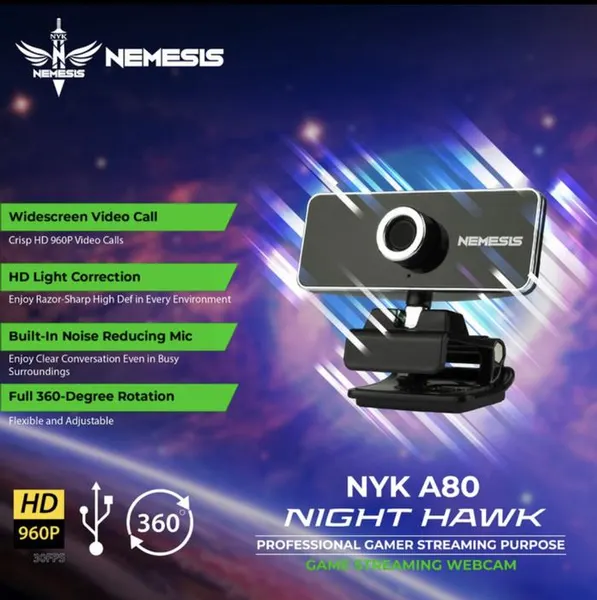 NYK
N
NEMESIS
NEMESIS
Widescreen Video Call
Crisp HD 960P Video Calls
HD Light Correction
Enjoy Razor-Sharp High Def in Every Environment
Built-In Noise Reducing Mic
Enjoy Clear Conversation Even in Busy
Surroundings
Full 360-Degree Rotation
Flexible and Adjustable
NEMESIS
HD
960P
30FPS
360°
NYK A80
NIGHT HAWK
PROFESSIONAL GAMER STREAMING PURPOSE
GAME STREAMING WEBCAM